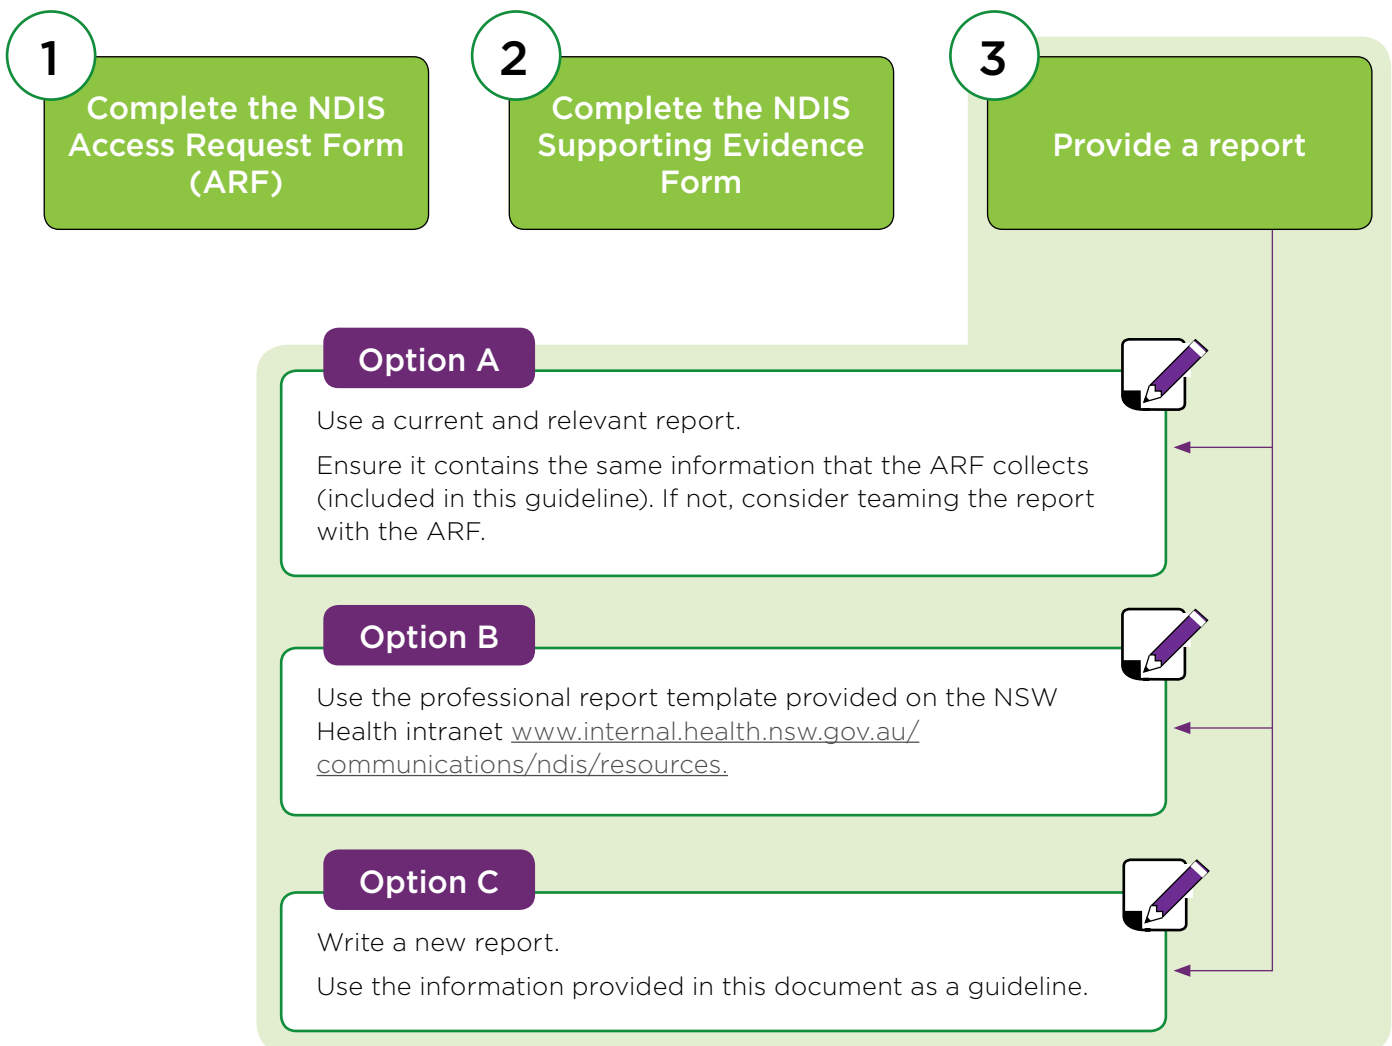 1
Complete the NDIS
Access Request Form
(ARF)
2
Complete the NDIS
Supporting Evidence
Form
3
Provide a report
Option A
Use a current and relevant report.
Ensure it contains the same information that the ARF collects
(included in this guideline). If not, consider teaming the report
with the ARF.
Option B
Use the professional report template provided on the NSW
Health intranet www.internal.health.nsw.gov.au/
communications/ndis/resources.
Option C
Write a new report.
Use the information provided in this document as a guideline.